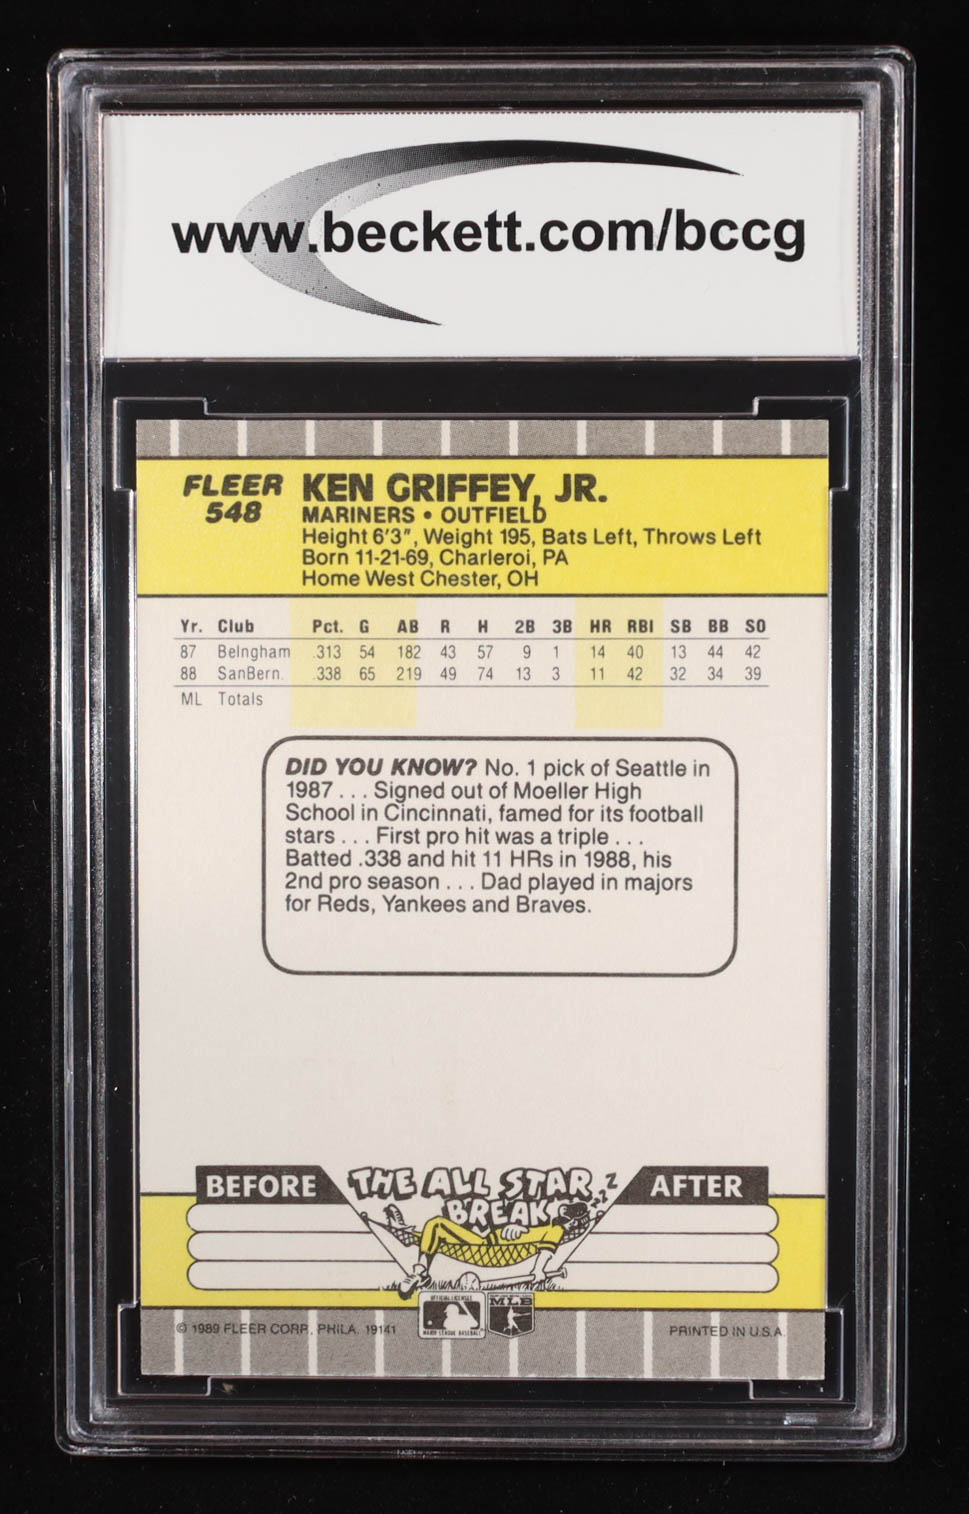 www.beckett.com/bccg
FLEER
548
KEN GRIFFEY, JR.
MARINERS • OUTFIELD
Height 6'3", Weight 195, Bats Left, Throws Left
Born 11-21-69, Charleroi, PA
Home West Chester, OH
Yr. Club Pct. G AB R H 2B 3B HR RBI SB BB SO
87 Belngham .313 54 182 43 57 9 1 14 40 13 44 42
88 SanBern. .338 65 219 49 74 13 3 11 42 32 34 39
ML Totals
DID YOU KNOW? No. 1 pick of Seattle in
1987 . . . Signed out of Moeller High
School in Cincinnati, famed for its football
stars . . . First pro hit was a triple . . .
Batted .338 and hit 11 HRs in 1988, his
2nd pro season . . . Dad played in majors
for Reds, Yankees and Braves.
BEFORE
THE ALL STAR
BREAK
zzzZ
AFTER
OFFICIAL LICENSEE
MAJOR LEAGUE BASEBALL
MLB
© 1989 FLEER CORP., PHILA. 19141
PRINTED IN U.S.A.